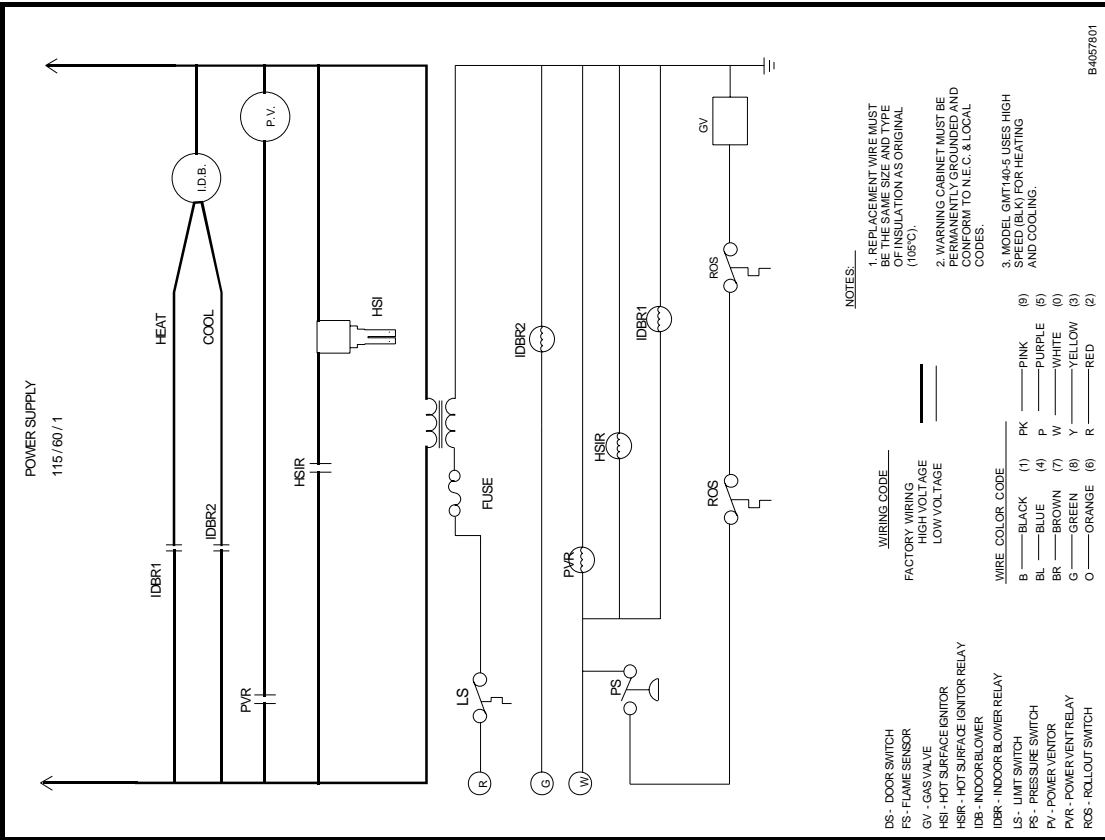 POWER SUPPLY
115 / 60 / 1
IDBR1
HEAT
I.D.B.
IDBR2
COOL
PVR
P.V.
HSIR
HSI
LS
FUSE
R
G
IDBR2
W
PVR
HSIR
IDBR1
PS
ROS
ROS
GV
DS - DOOR SWITCH
FS - FLAME SENSOR
GV - GAS VALVE
HSI - HOT SURFACE IGNITOR
HSIR - HOT SURFACE IGNITOR RELAY
IDB - INDOOR BLOWER
IDBR - INDOOR BLOWER RELAY
LS - LIMIT SWITCH
PS - PRESSURE SWITCH
PV - POWER VENTOR
PVR - POWER VENT RELAY
ROS - ROLLOUT SWITCH
WIRING CODE
FACTORY WIRING
HIGH VOLTAGE
LOW VOLTAGE
WIRE COLOR CODE
B BLACK (1) PK PINK (9)
BL BLUE (4) P PURPLE (5)
BR BROWN (7) W WHITE (0)
G GREEN (8) Y YELLOW (3)
O ORANGE (6) R RED (2)
NOTES:
1. REPLACEMENT WIRE MUST
BE THE SAME SIZE AND TYPE
OF INSULATION AS ORIGINAL
(105°C).
2. WARNING CABINET MUST BE
PERMANENTLY GROUNDED AND
CONFORM TO N.E.C. & LOCAL
CODES.
3. MODEL GMT140-5 USES HIGH
SPEED (BLK) FOR HEATING
AND COOLING.
B4057801